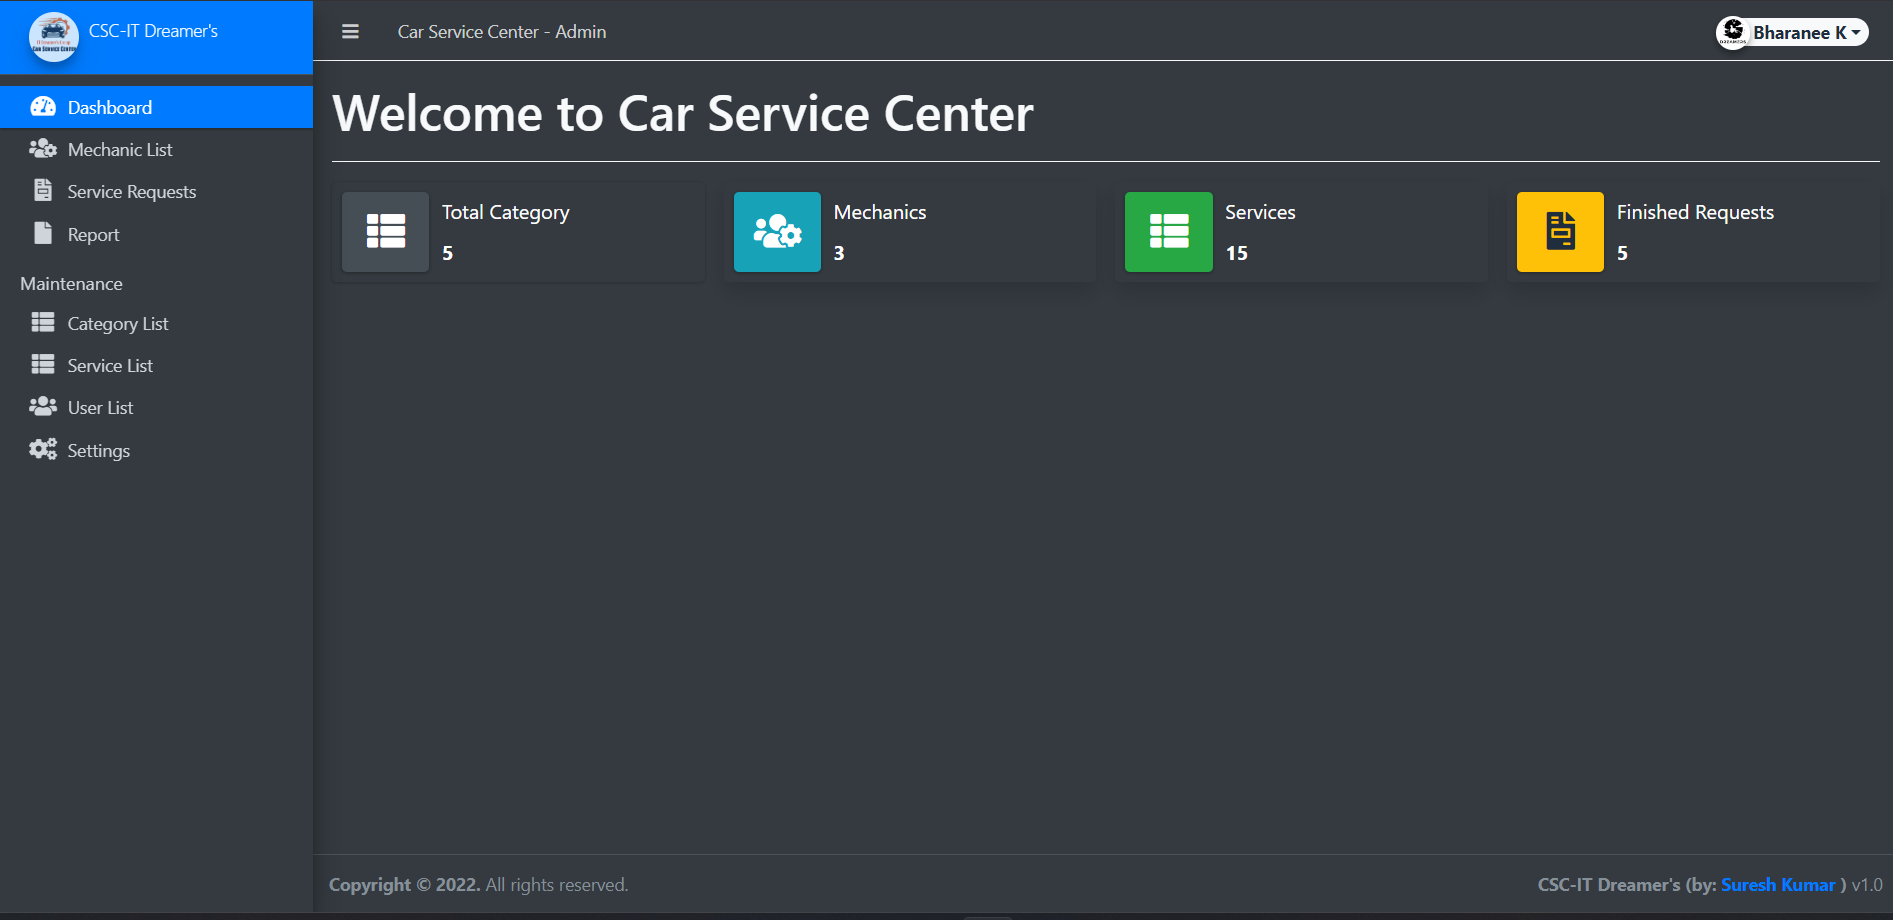 CSC-IT Dreamer's
Car Service Center - Admin
Bharanee K
Dashboard
Mechanic List
Service Requests
Report
Maintenance
Category List
Service List
User List
Settings
Welcome to Car Service Center
Total Category
5
Mechanics
3
Services
15
Finished Requests
5
Copyright © 2022. All rights reserved.
CSC-IT Dreamer's (by: Suresh Kumar ) v1.0